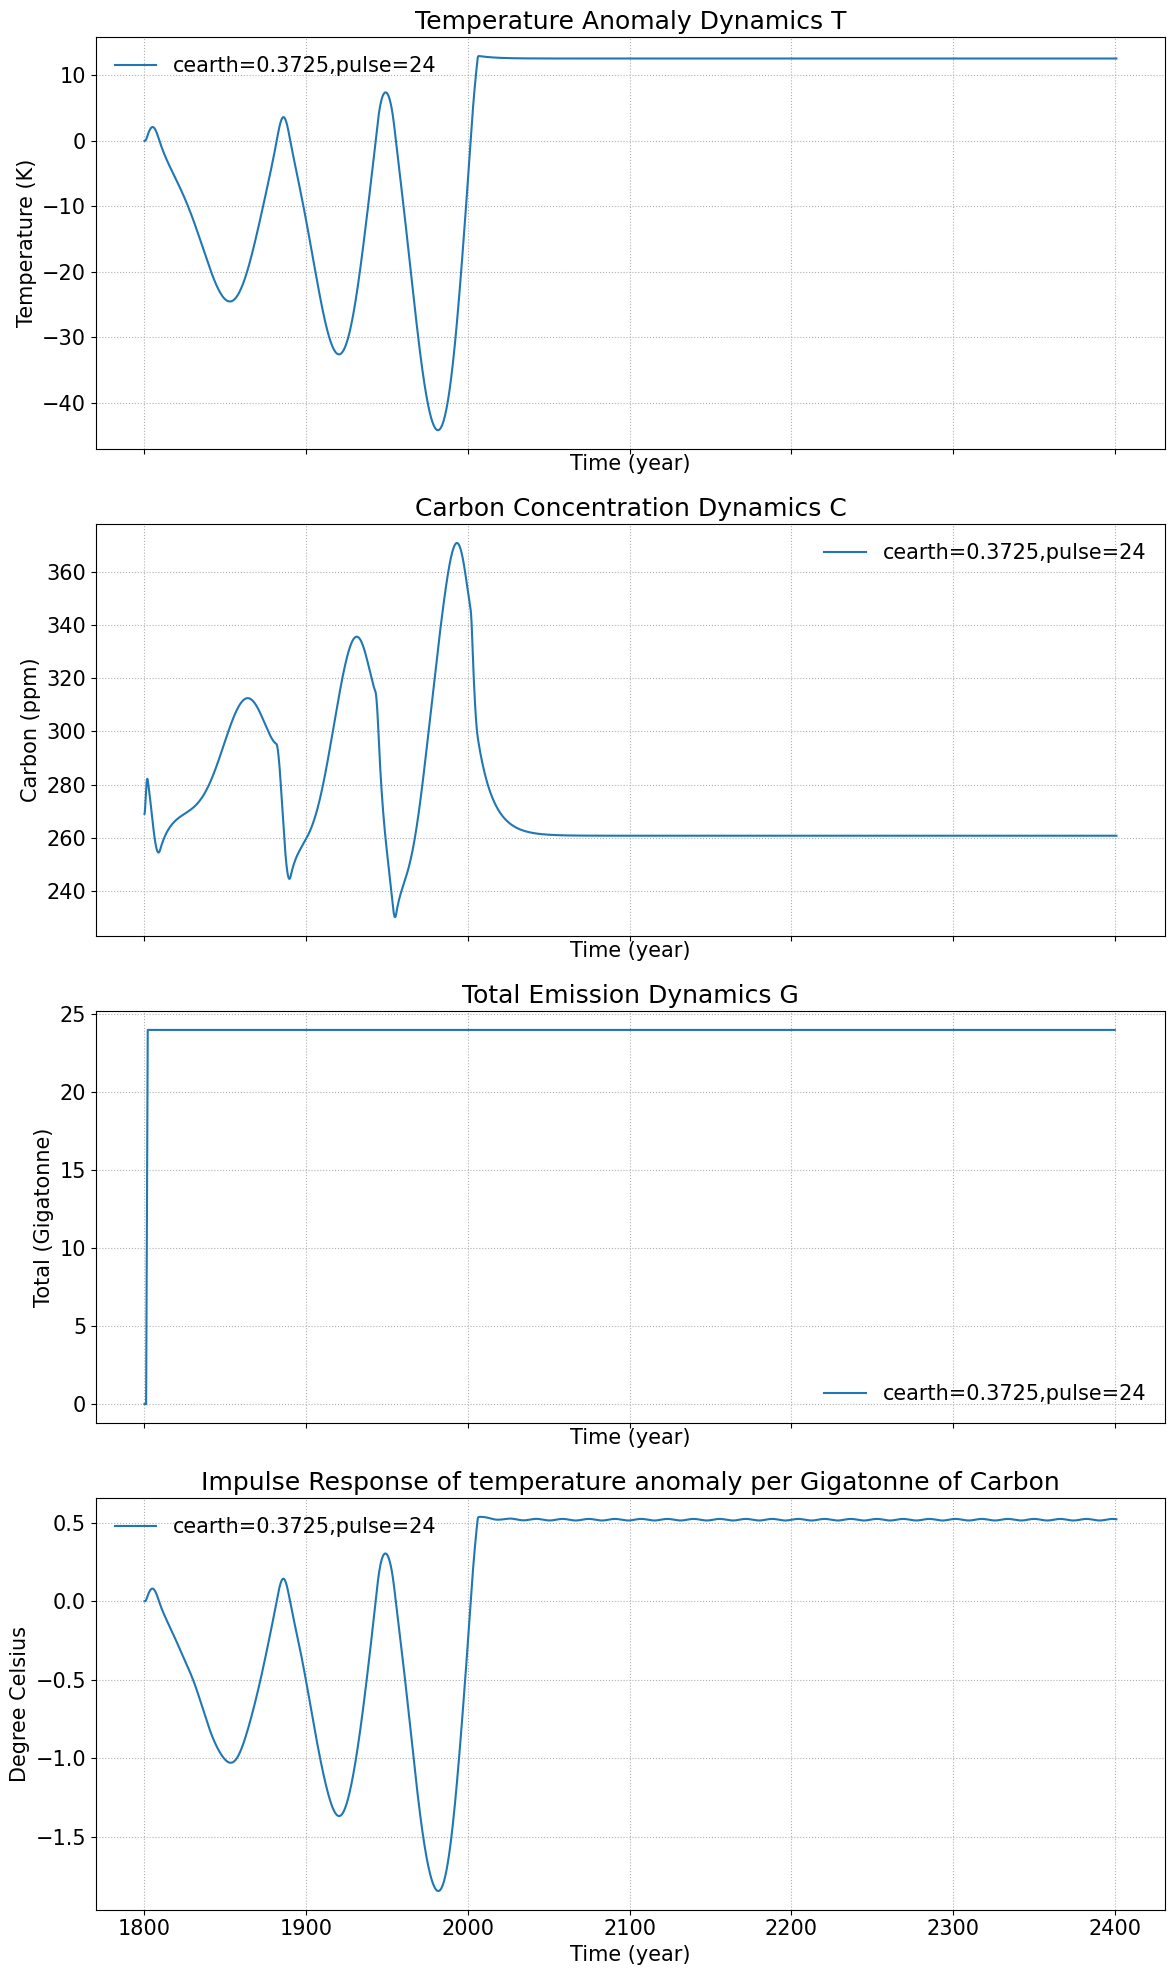 Temperature Anomaly Dynamics T
cearth=0.3725,pulse=24
10
0
−10
−20
−30
−40
Temperature (K)
Time (year)
Carbon Concentration Dynamics C
cearth=0.3725,pulse=24
360
340
320
300
280
260
240
Carbon (ppm)
Time (year)
Total Emission Dynamics G
25
20
15
10
5
0
Total (Gigatonne)
cearth=0.3725,pulse=24
Time (year)
Impulse Response of temperature anomaly per Gigatonne of Carbon
cearth=0.3725,pulse=24
0.5
0.0
−0.5
−1.0
−1.5
Degree Celsius
1800 1900 2000 2100 2200 2300 2400
Time (year)